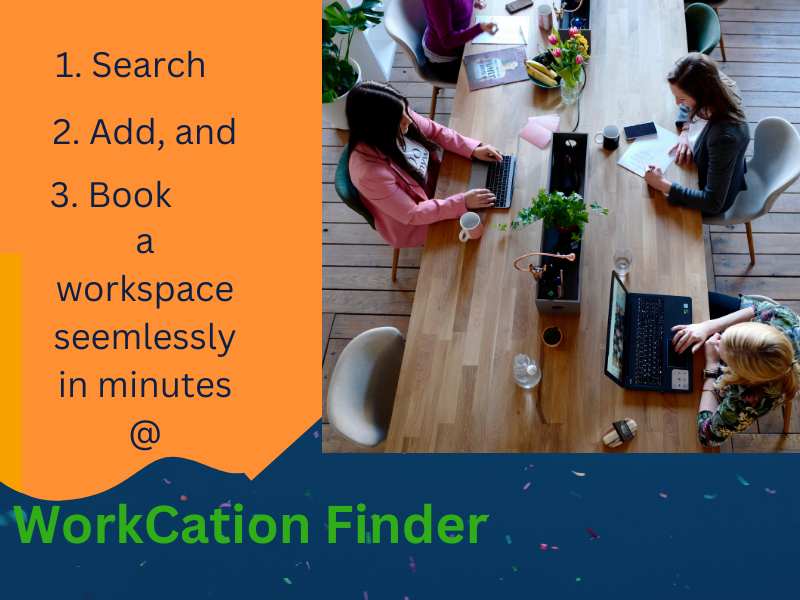 1. Search
2. Add, and
3. Book
a
workspace
seemlessly
in minutes
@
WorkCation Finder